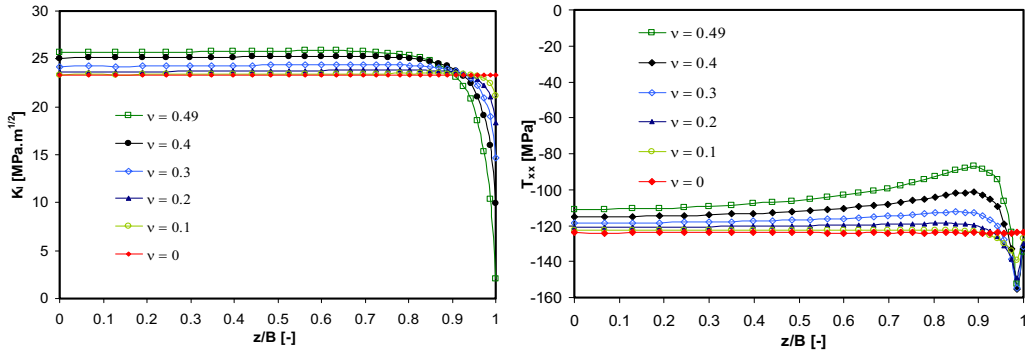 30
25
20
15
10
5
0
K_I [MPa.m^{1/2}]
ν = 0.49
ν = 0.4
ν = 0.3
ν = 0.2
ν = 0.1
ν = 0
0 0.1 0.2 0.3 0.4 0.5 0.6 0.7 0.8 0.9 1
z/B [-]
0
-20
-40
-60
-80
-100
-120
-140
-160
T_xx [MPa]
ν = 0.49
ν = 0.4
ν = 0.3
ν = 0.2
ν = 0.1
ν = 0
0 0.1 0.2 0.3 0.4 0.5 0.6 0.7 0.8 0.9 1
z/B [-]